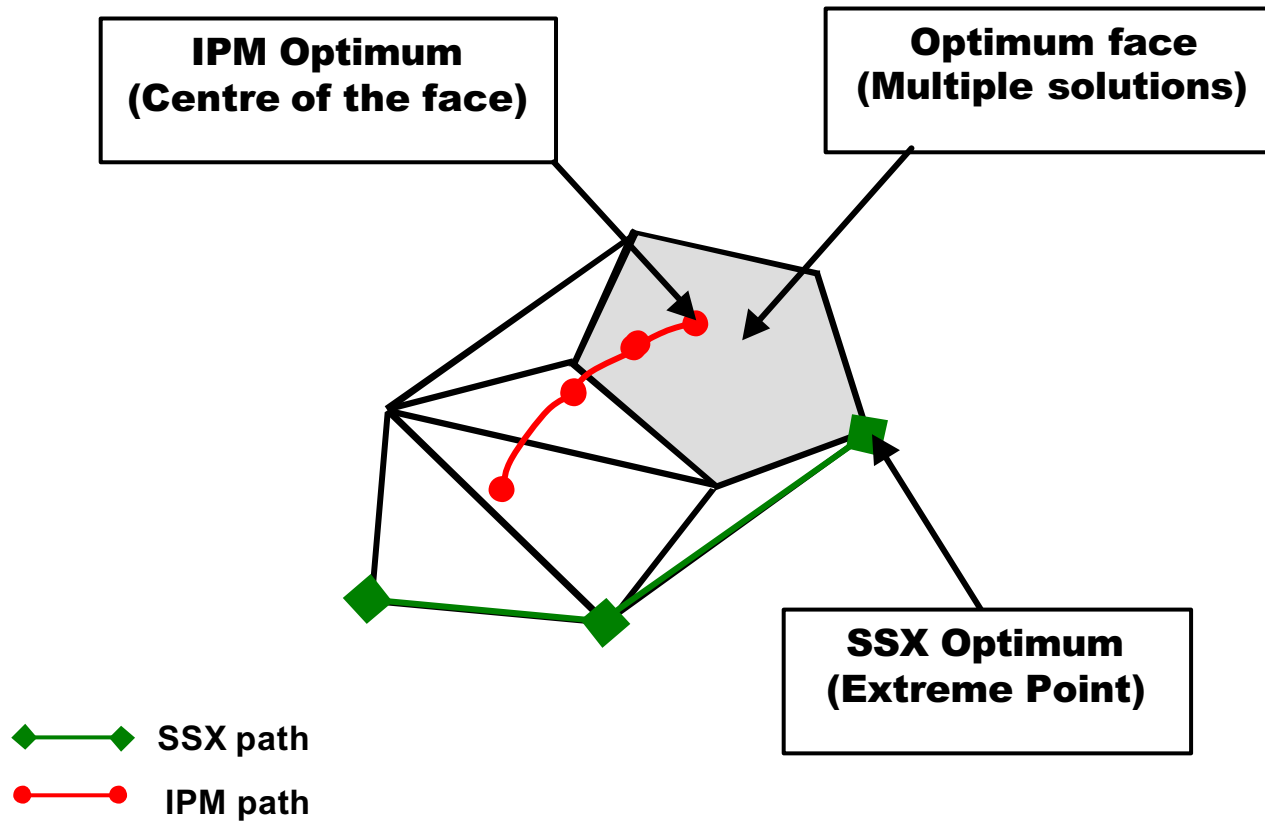 IPM Optimum
(Centre of the face)
Optimum face
(Multiple solutions)
SSX Optimum
(Extreme Point)
SSX path
IPM path